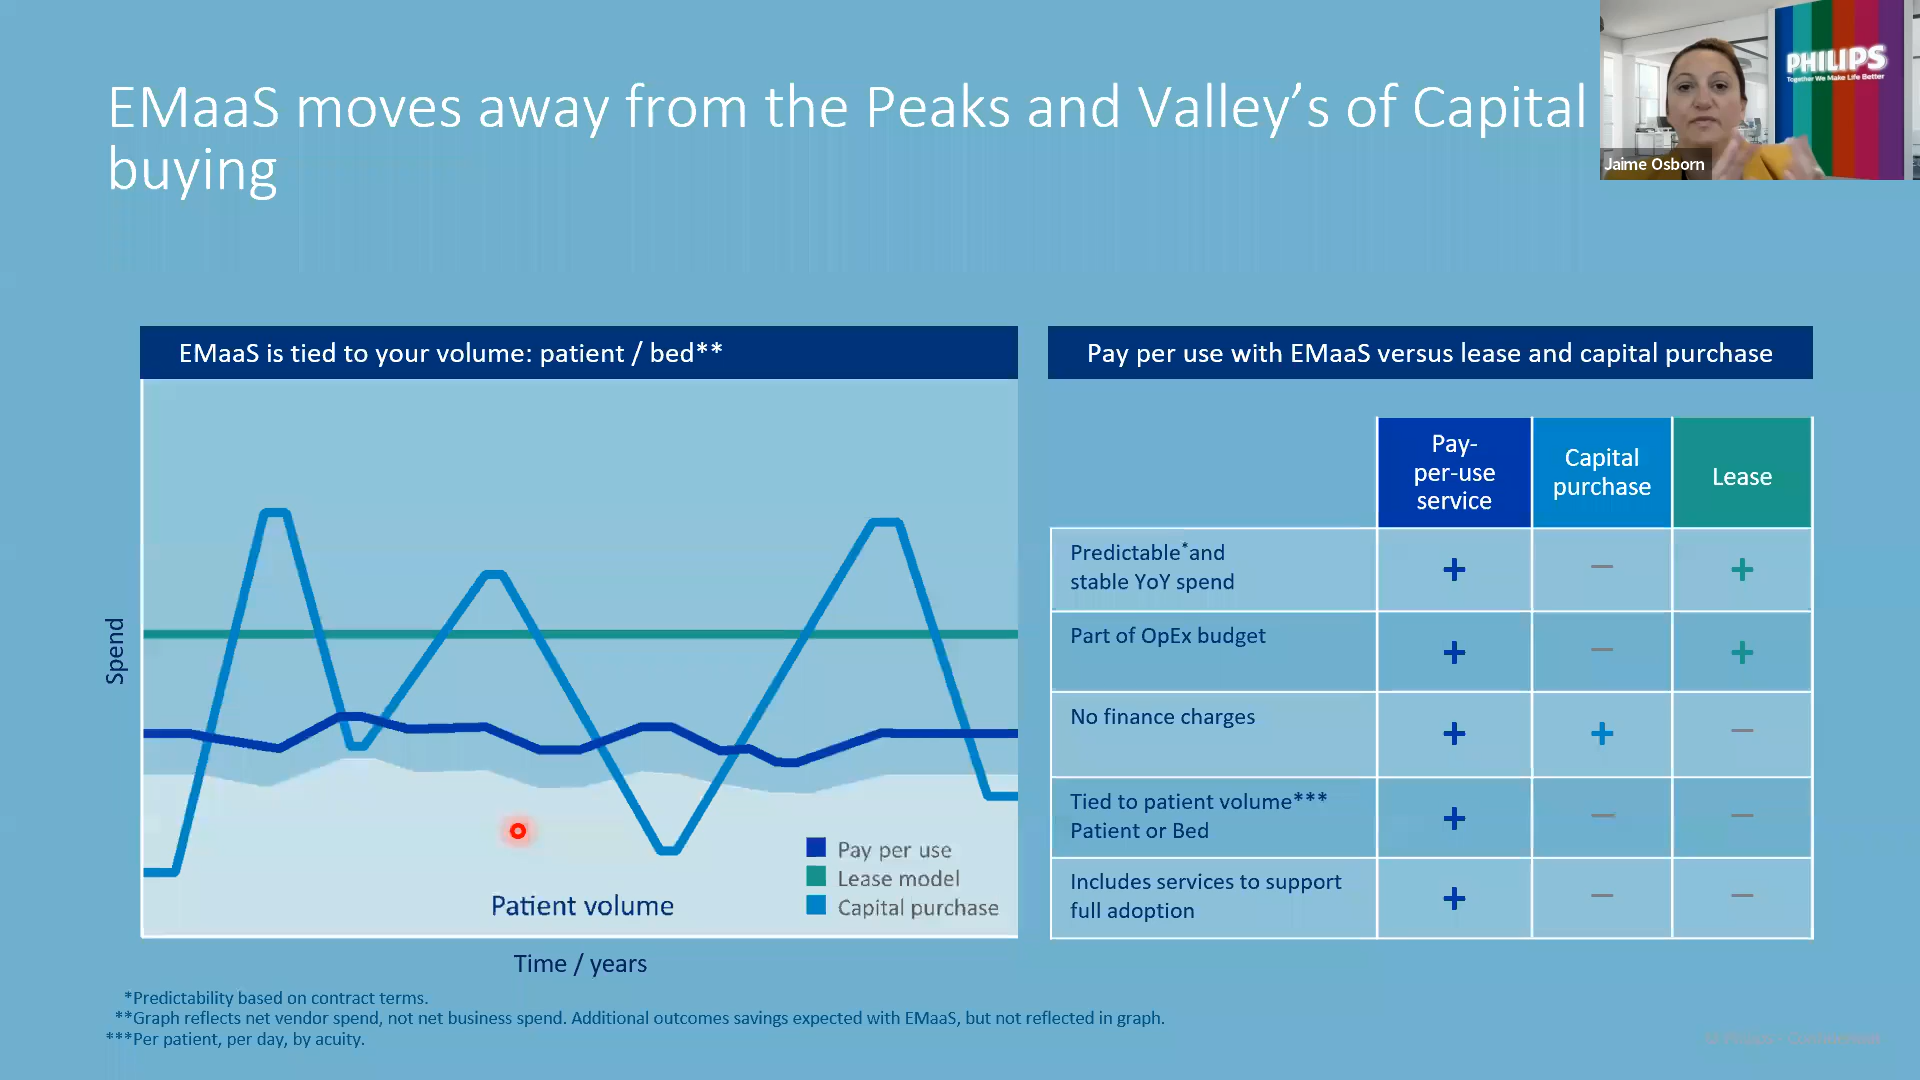 EMaaS moves away from the Peaks and Valley’s of Capital
buying
PHILIPS
Together We Make Life Better
Jaime Osborn
EMaaS is tied to your volume: patient / bed**
Spend
Patient volume
Pay per use
Lease model
Capital purchase
Time / years
Pay per use with EMaaS versus lease and capital purchase
Pay-
per-use
service
Capital
purchase
Lease
Predictable*and
stable YoY spend
+ – +
Part of OpEx budget
+ – +
No finance charges
+ + –
Tied to patient volume***
Patient or Bed
+ – –
Includes services to support
full adoption
+ – –
*Predictability based on contract terms.
**Graph reflects net vendor spend, not net business spend. Additional outcomes savings expected with EMaaS, but not reflected in graph.
***Per patient, per day, by acuity.